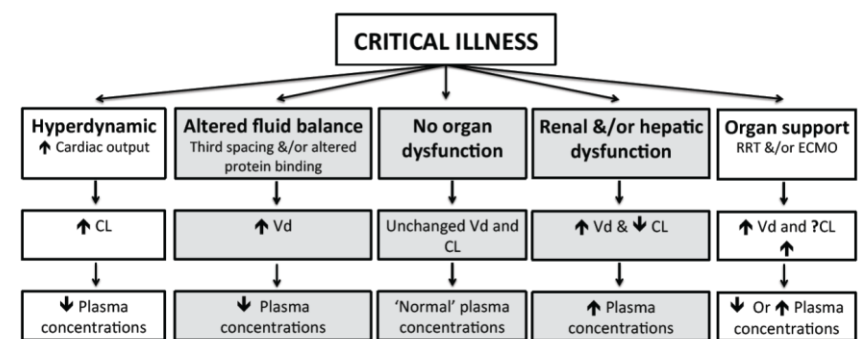 CRITICAL ILLNESS
Hyperdynamic
↑ Cardiac output
Altered fluid balance
Third spacing &/or altered
protein binding
No organ
dysfunction
Renal &/or hepatic
dysfunction
Organ support
RRT &/or ECMO
↑ CL
↑ Vd
Unchanged Vd and
CL
↑ Vd & ↓ CL
↑ Vd and ?CL
↑
↓ Plasma
concentrations
↓ Plasma
concentrations
‘Normal’ plasma
concentrations
↑ Plasma
concentrations
↓ Or ↑ Plasma
concentrations